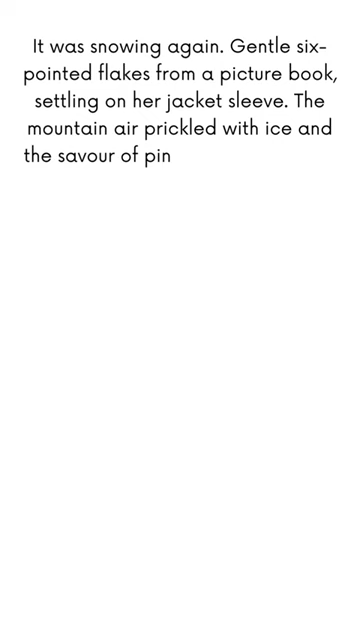 It was snowing again. Gentle six-
pointed flakes from a picture book,
settling on her jacket sleeve. The
mountain air prickled with ice and
the savour of pin